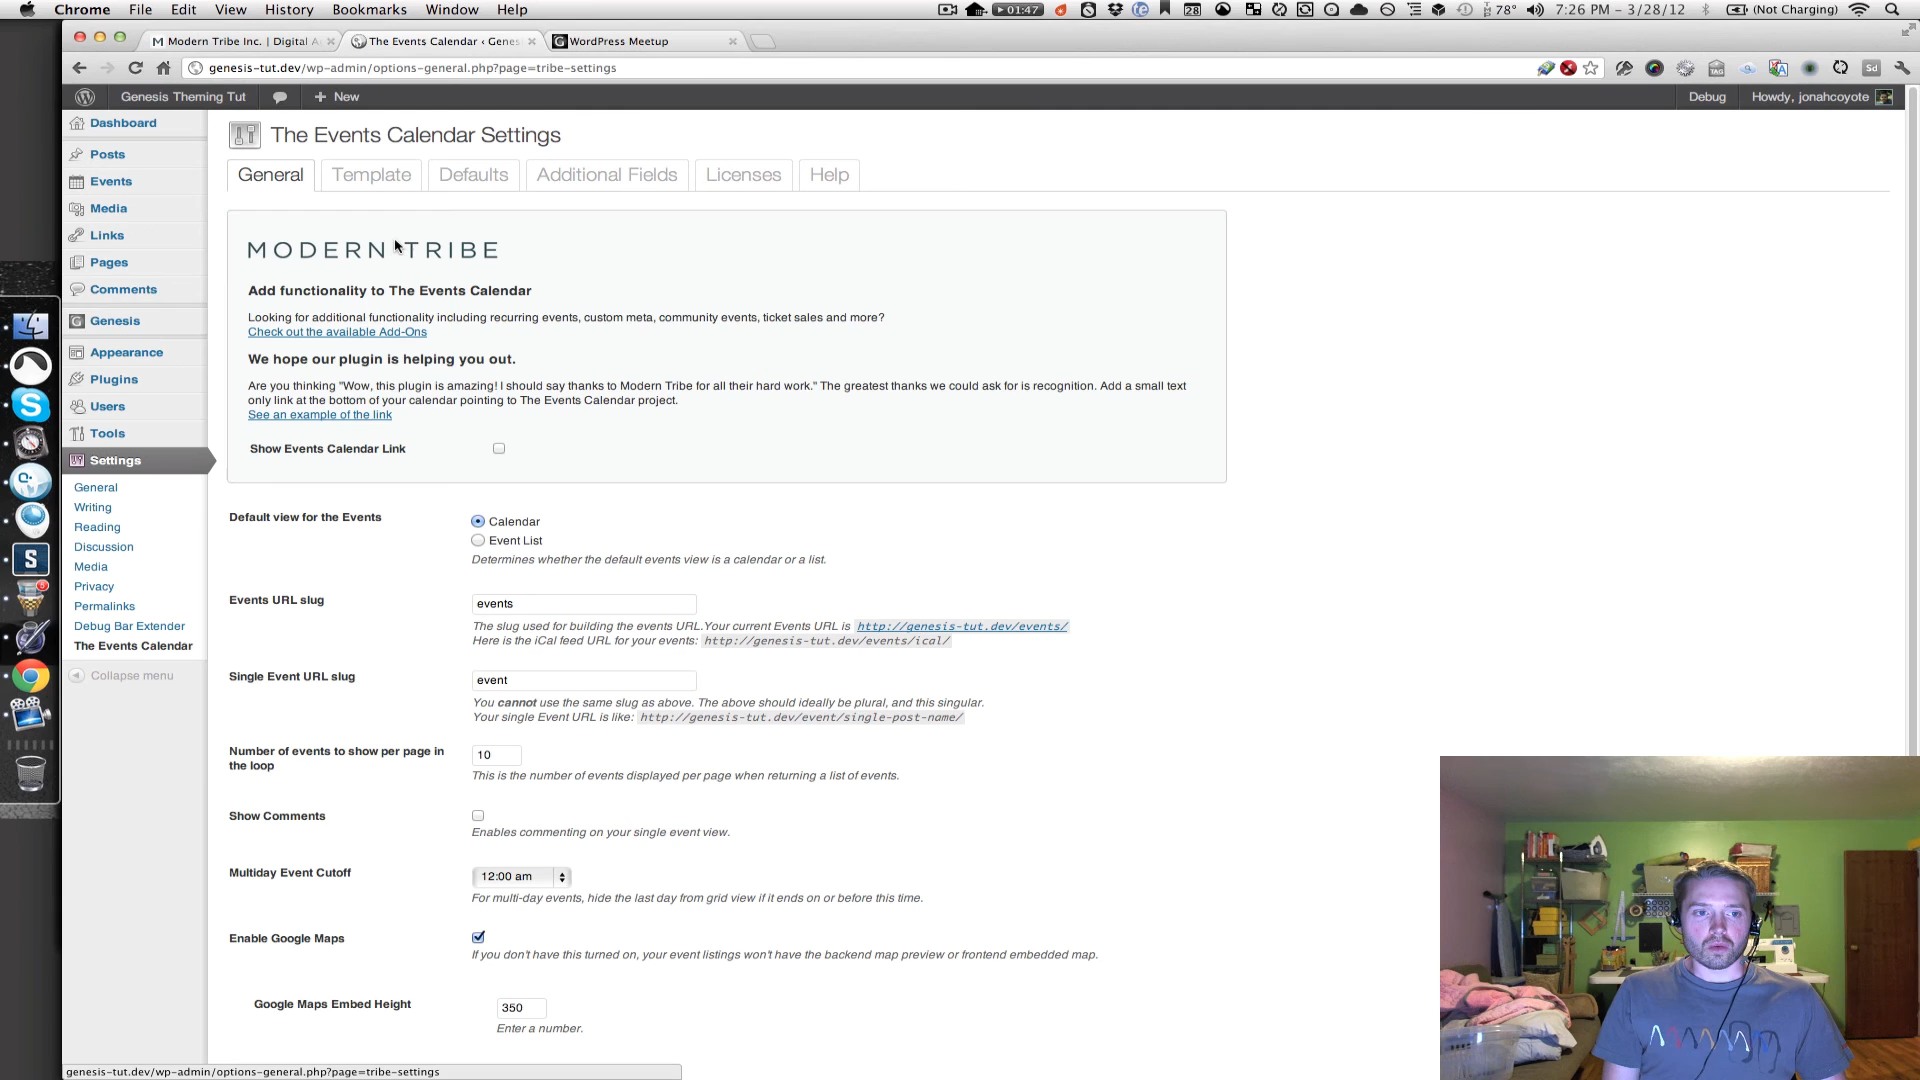 Chrome File Edit View History Bookmarks Window Help 01:47 28 78° 7:26 PM – 3/28/12 (Not Charging)
Modern Tribe Inc. | Digital A The Events Calendar ‹ Genes WordPress Meetup
genesis-tut.dev/wp-admin/options-general.php?page=tribe-settings
Genesis Theming Tut + New Debug Howdy, jonahcoyote
Dashboard
Posts
Events
Media
Links
Pages
Comments
Genesis
Appearance
Plugins
Users
Tools
Settings
General
Writing
Reading
Discussion
Media
Privacy
Permalinks
Debug Bar Extender
The Events Calendar
Collapse menu
The Events Calendar Settings
General Template Defaults Additional Fields Licenses Help
MODERN TRIBE
Add functionality to The Events Calendar
Looking for additional functionality including recurring events, custom meta, community events, ticket sales and more?
Check out the available Add-Ons
We hope our plugin is helping you out.
Are you thinking "Wow, this plugin is amazing! I should say thanks to Modern Tribe for all their hard work." The greatest thanks we could ask for is recognition. Add a small text
only link at the bottom of your calendar pointing to The Events Calendar project.
See an example of the link
Show Events Calendar Link
Default view for the Events
Calendar
Event List
Determines whether the default events view is a calendar or a list.
Events URL slug
events
The slug used for building the events URL.Your current Events URL is http://genesis-tut.dev/events/
Here is the iCal feed URL for your events: http://genesis-tut.dev/events/ical/
Single Event URL slug
event
You cannot use the same slug as above. The above should ideally be plural, and this singular.
Your single Event URL is like: http://genesis-tut.dev/event/single-post-name/
Number of events to show per page in
the loop
10
This is the number of events displayed per page when returning a list of events.
Show Comments
Enables commenting on your single event view.
Multiday Event Cutoff
12:00 am
For multi-day events, hide the last day from grid view if it ends on or before this time.
Enable Google Maps
If you don't have this turned on, your event listings won't have the backend map preview or frontend embedded map.
Google Maps Embed Height
350
Enter a number.
genesis-tut.dev/wp-admin/options-general.php?page=tribe-settings